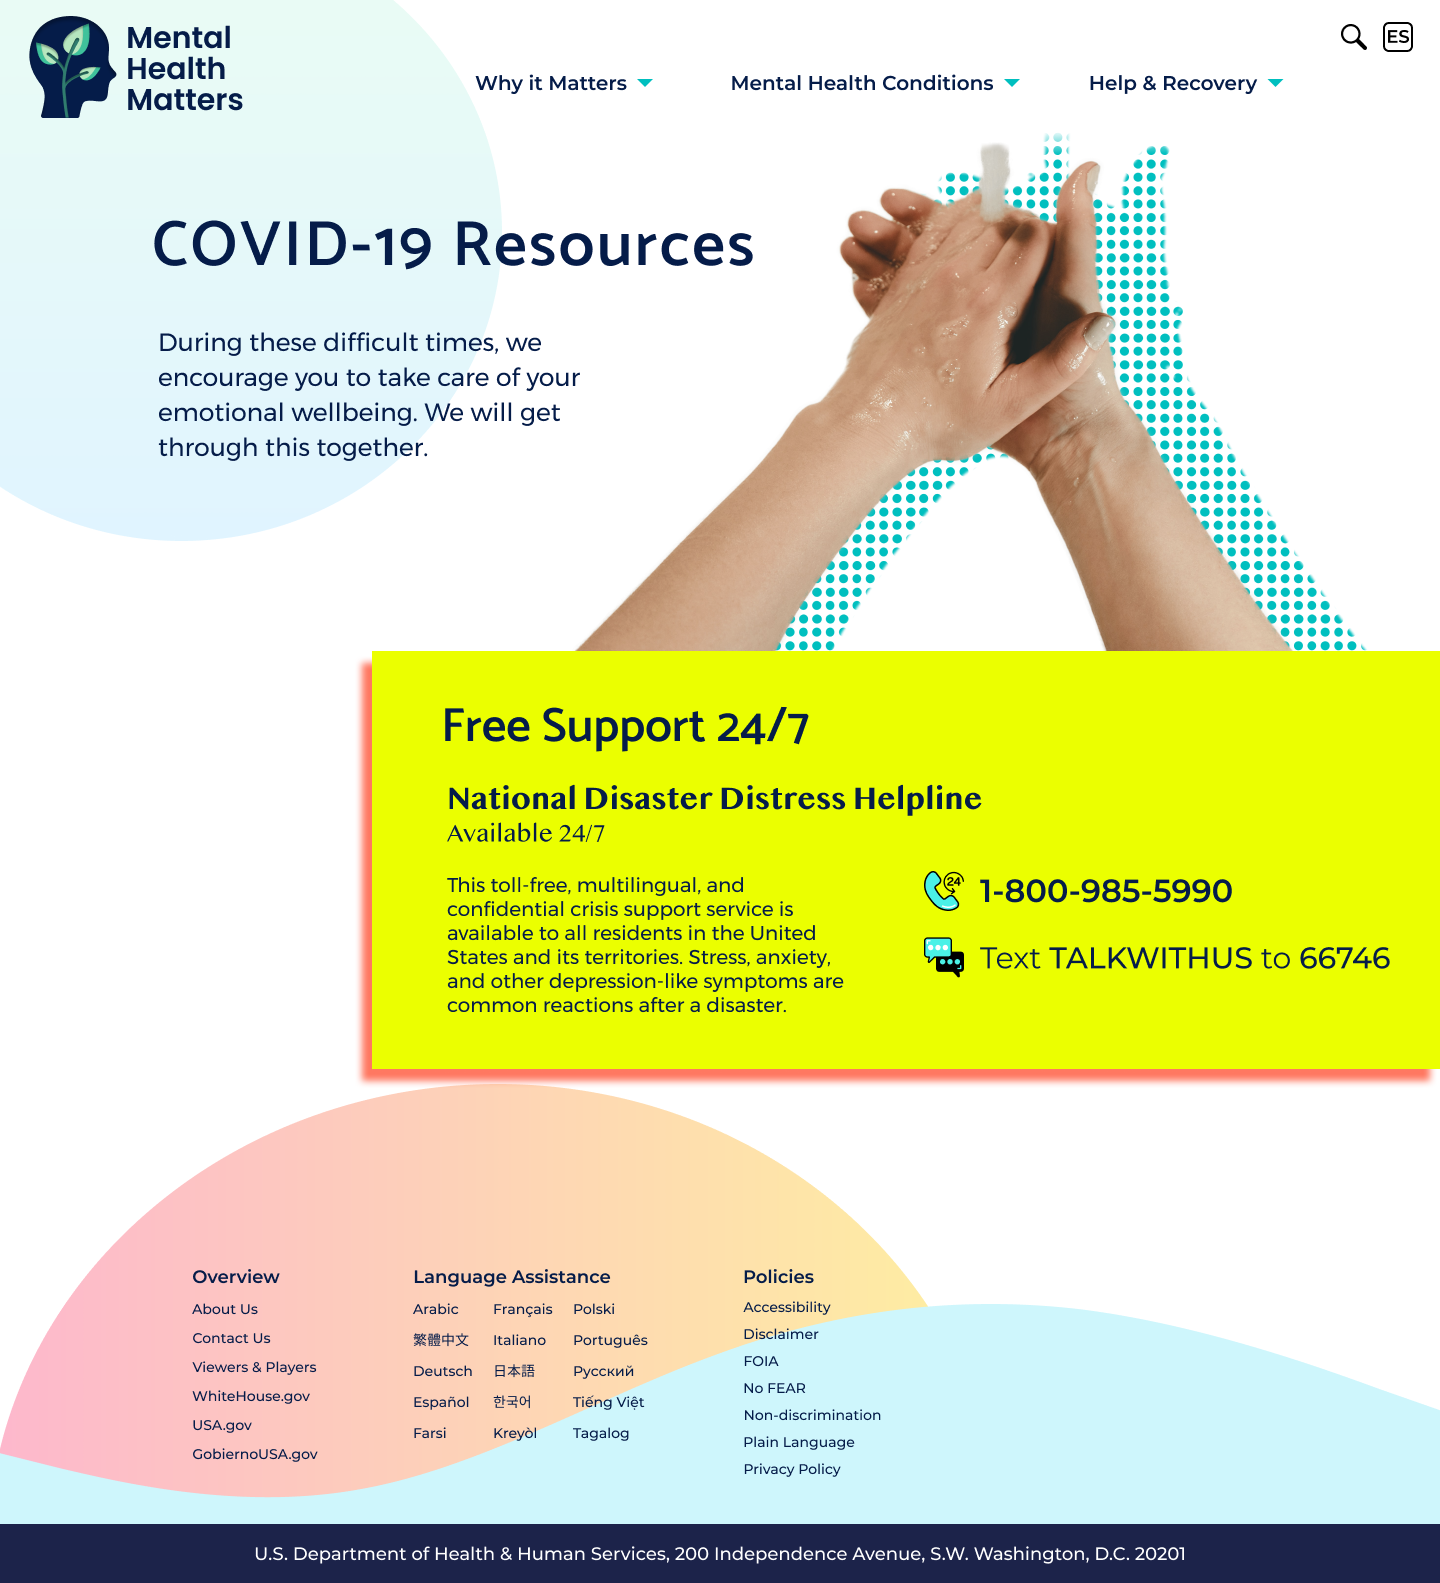 Mental
Health
Matters
ES
Why it Matters
Mental Health Conditions
Help & Recovery
COVID-19 Resources
During these difficult times, we
encourage you to take care of your
emotional wellbeing. We will get
through this together.
Free Support 24/7
National Disaster Distress Helpline
Available 24/7
This toll-free, multilingual, and
confidential crisis support service is
available to all residents in the United
States and its territories. Stress, anxiety,
and other depression-like symptoms are
common reactions after a disaster.
24
1-800-985-5990
Text TALKWITHUS to 66746
Overview
About Us
Contact Us
Viewers & Players
WhiteHouse.gov
USA.gov
GobiernoUSA.gov
Language Assistance
Arabic
繁體中文
Deutsch
Español
Farsi
Français
Italiano
日本語
한국어
Kreyòl
Polski
Português
Русский
Tiếng Việt
Tagalog
Policies
Accessibility
Disclaimer
FOIA
No FEAR
Non-discrimination
Plain Language
Privacy Policy
U.S. Department of Health & Human Services, 200 Independence Avenue, S.W. Washington, D.C. 20201